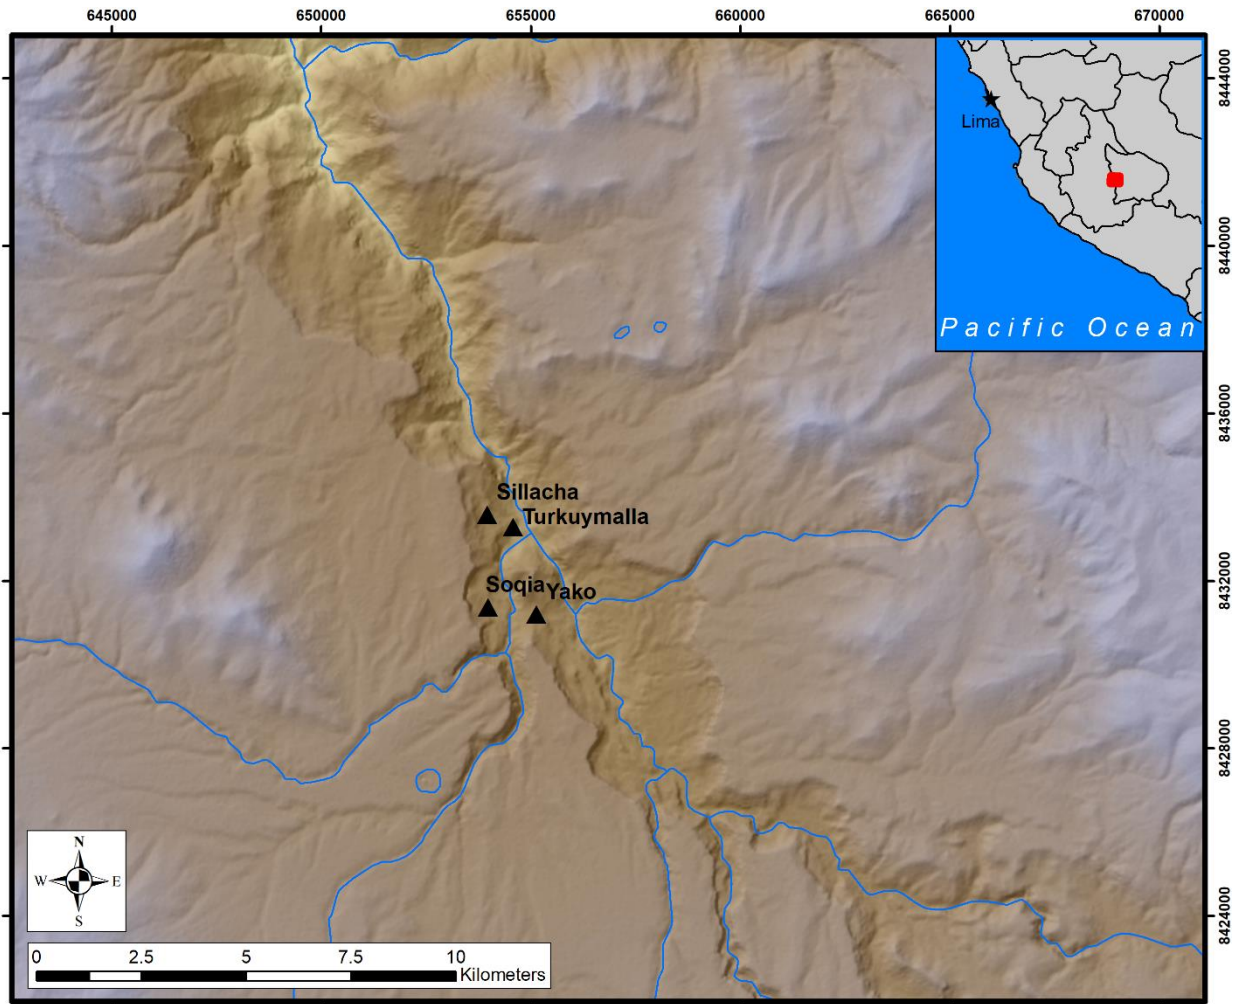 645000 650000 655000 660000 665000 670000
8444000
Lima
8440000
Pacific Ocean
8436000
Sillacha
Turkuymalla
8432000
Soqia Yako
8428000
N
W E
S
8424000
0 2.5 5 7.5 10
Kilometers